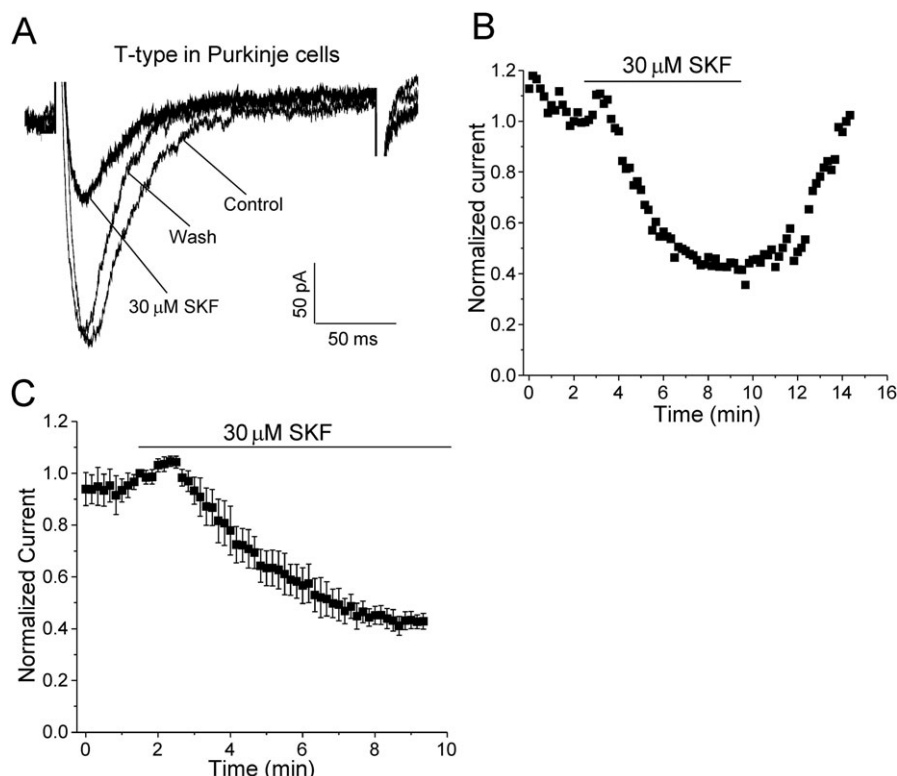 A
T-type in Purkinje cells
Control
Wash
30 μM SKF
50 pA
50 ms
B
30 μM SKF
Normalized current
1.2
1.0
0.8
0.6
0.4
0.2
0.0
0 2 4 6 8 10 12 14 16
Time (min)
C
30 μM SKF
Normalized Current
1.2
1.0
0.8
0.6
0.4
0.2
0.0
0 2 4 6 8 10
Time (min)